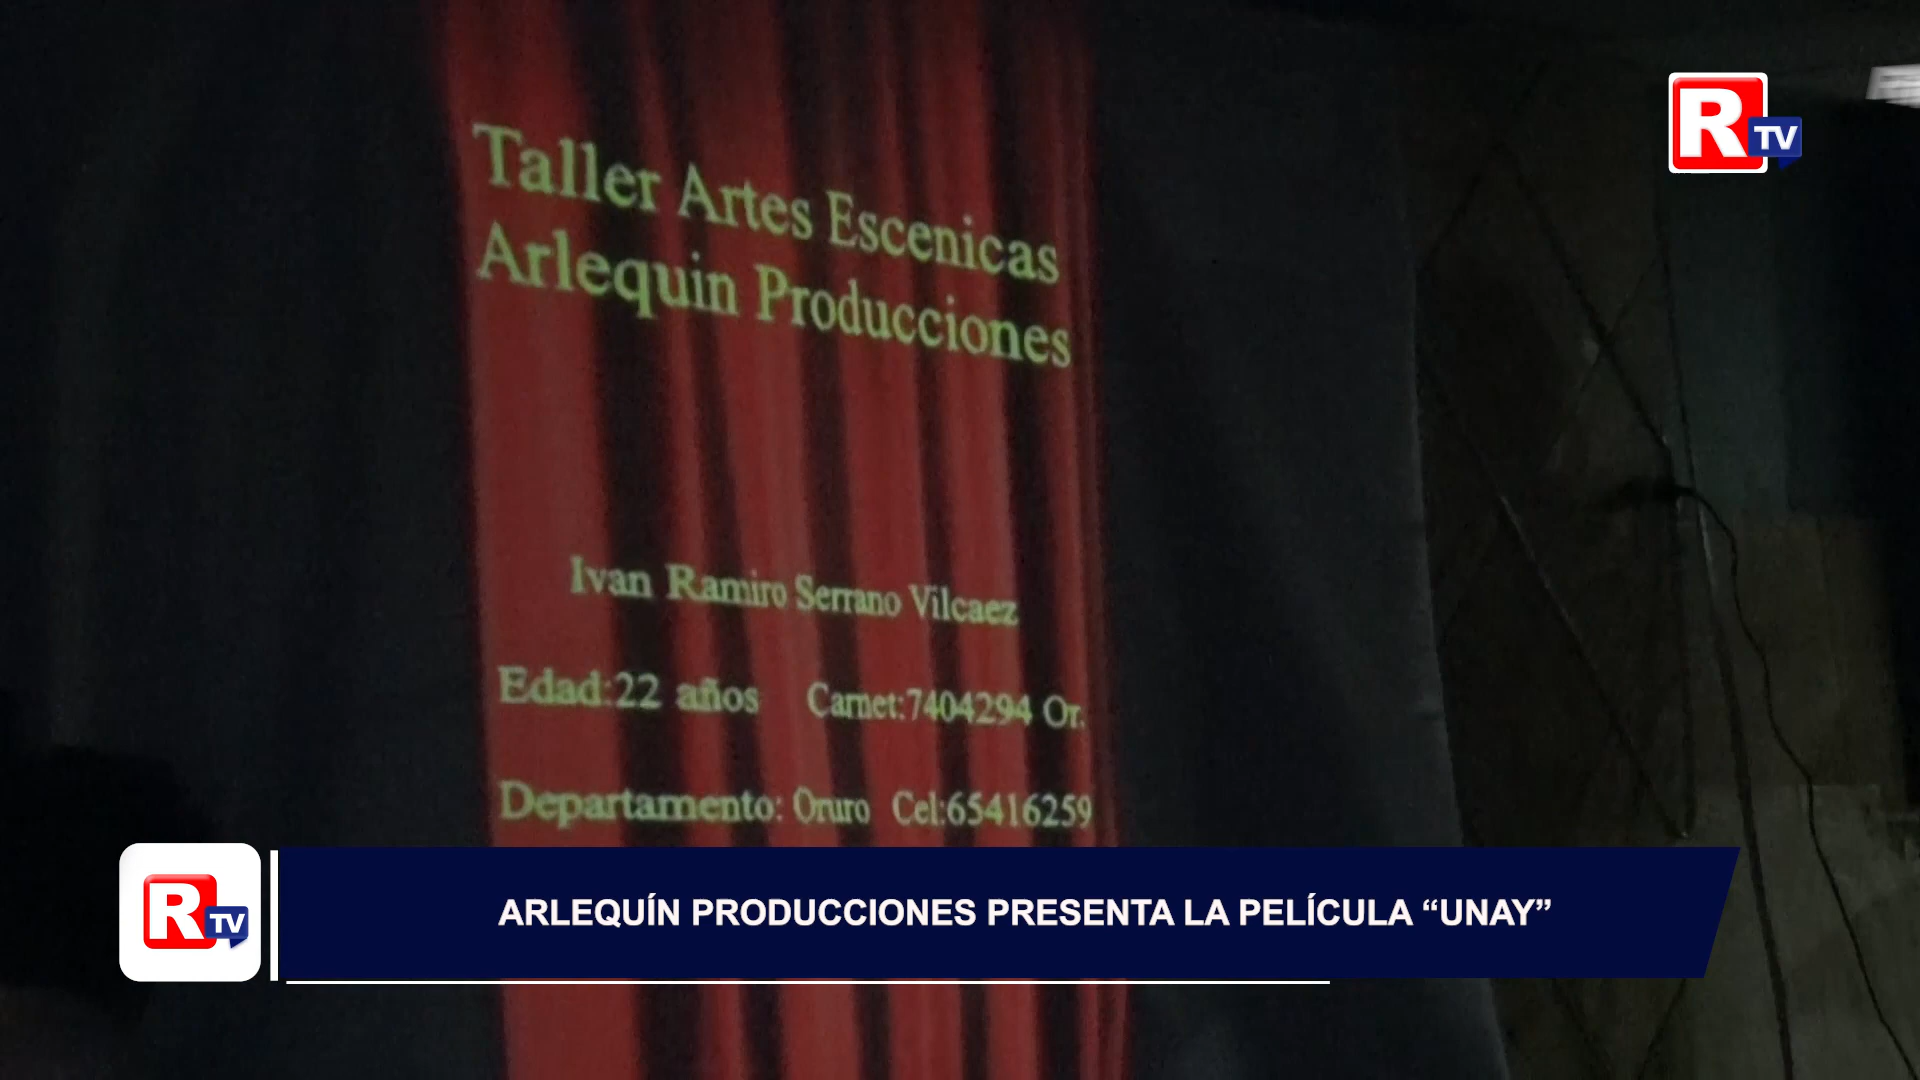 R TV
Taller Artes Escenicas
Arlequin Producciones
Ivan Ramiro Serrano Vilcaez
Edad:22 años Carnet:7404294 Or.
Departamento: Oruro Cel:65416259
R TV
ARLEQUÍN PRODUCCIONES PRESENTA LA PELÍCULA “UNAY”